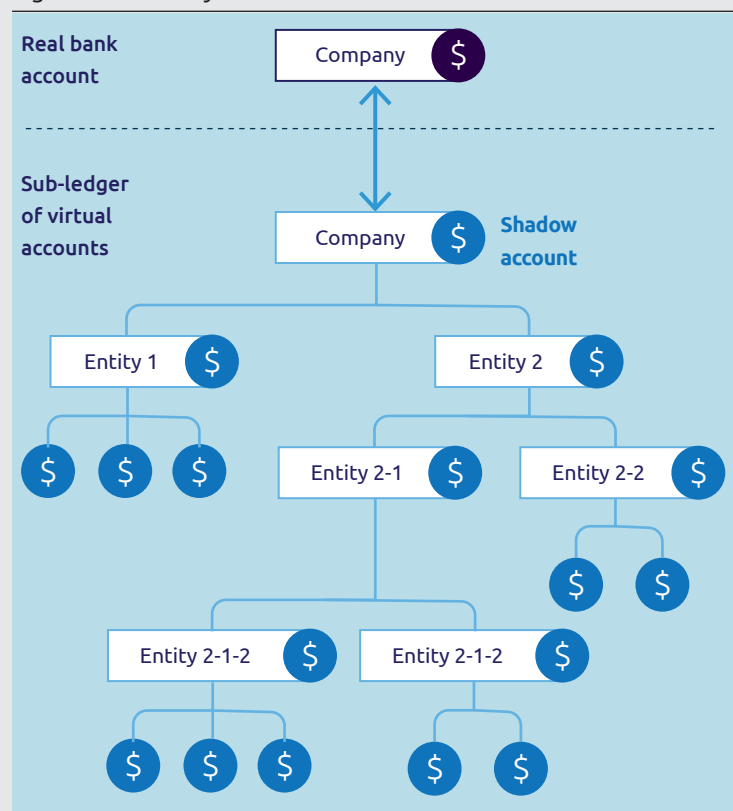 Real bank
account
Company $
Sub-ledger
of virtual
accounts
Company $
Shadow
account
Entity 1 $
Entity 2 $
$ $ $
Entity 2-1 $
Entity 2-2 $
$ $
Entity 2-1-2 $
Entity 2-1-2 $
$ $ $
$ $